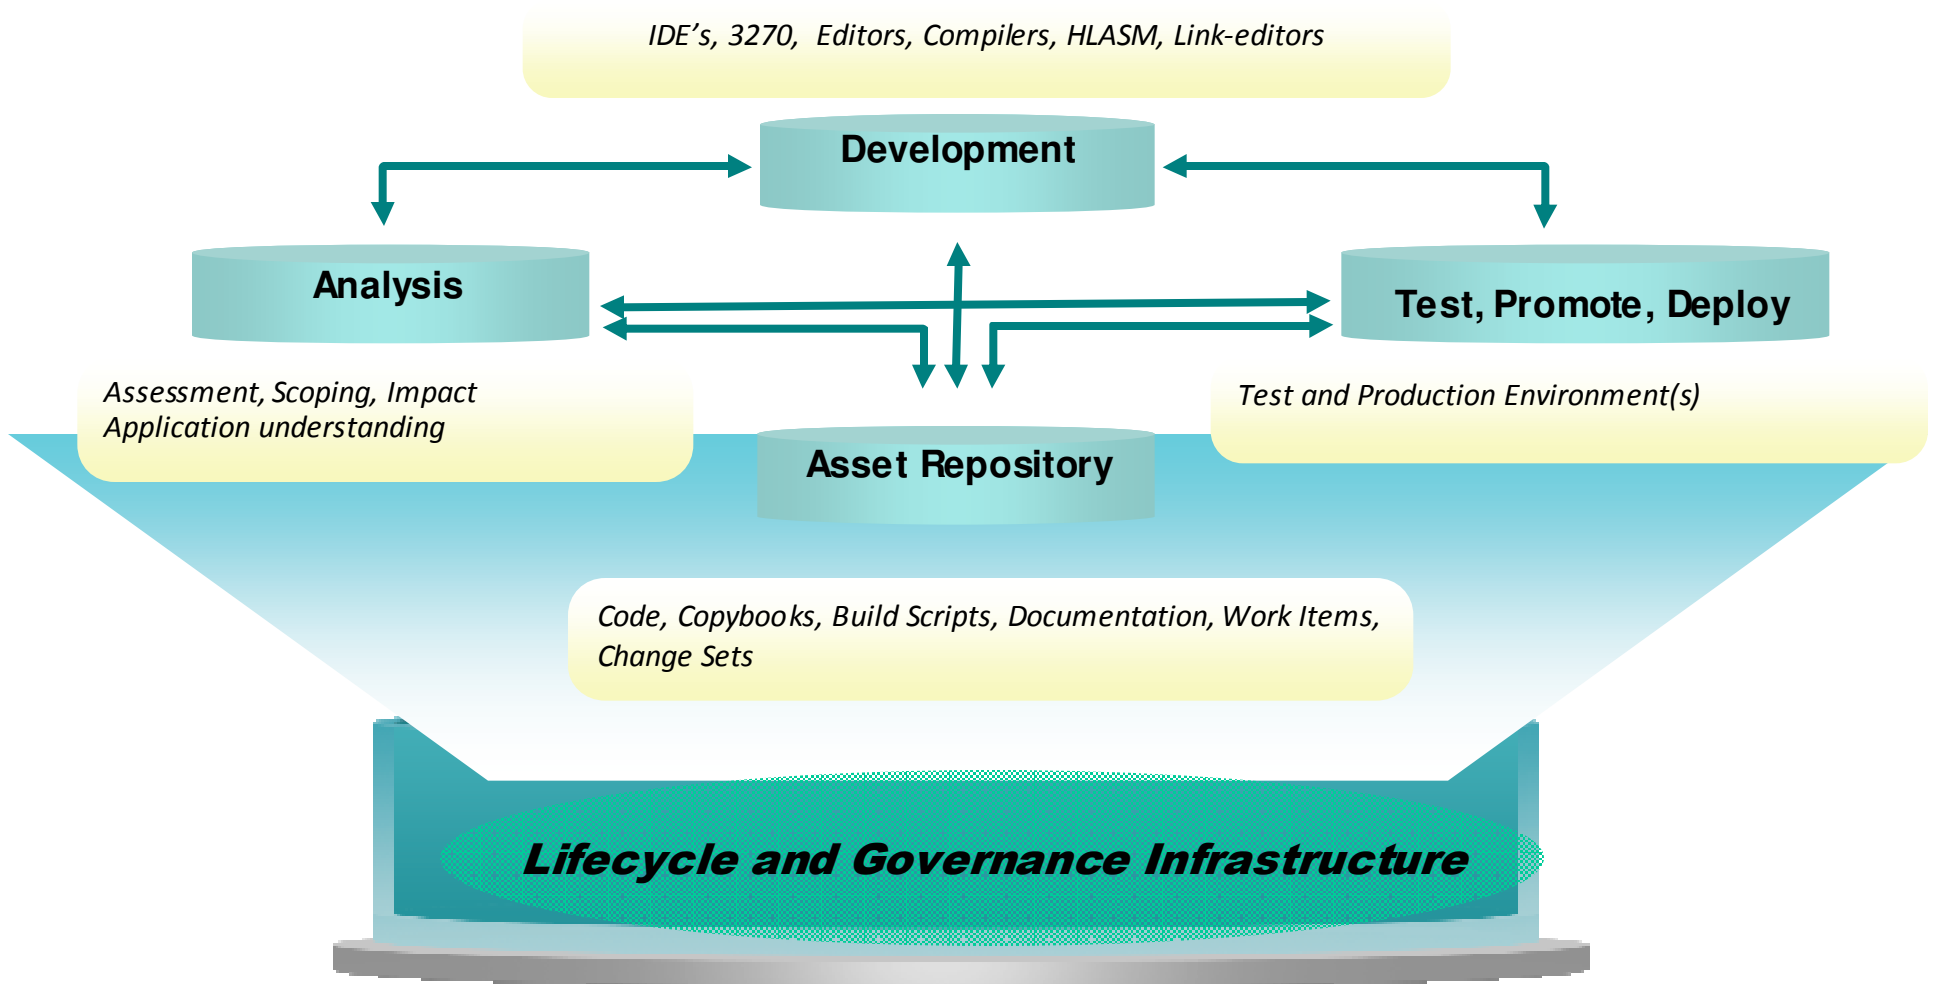 IDE's, 3270, Editors, Compilers, HLASM, Link-editors
Development
Analysis
Test, Promote, Deploy
Assessment, Scoping, Impact
Application understanding
Test and Production Environment(s)
Asset Repository
Code, Copybooks, Build Scripts, Documentation, Work Items,
Change Sets
Lifecycle and Governance Infrastructure